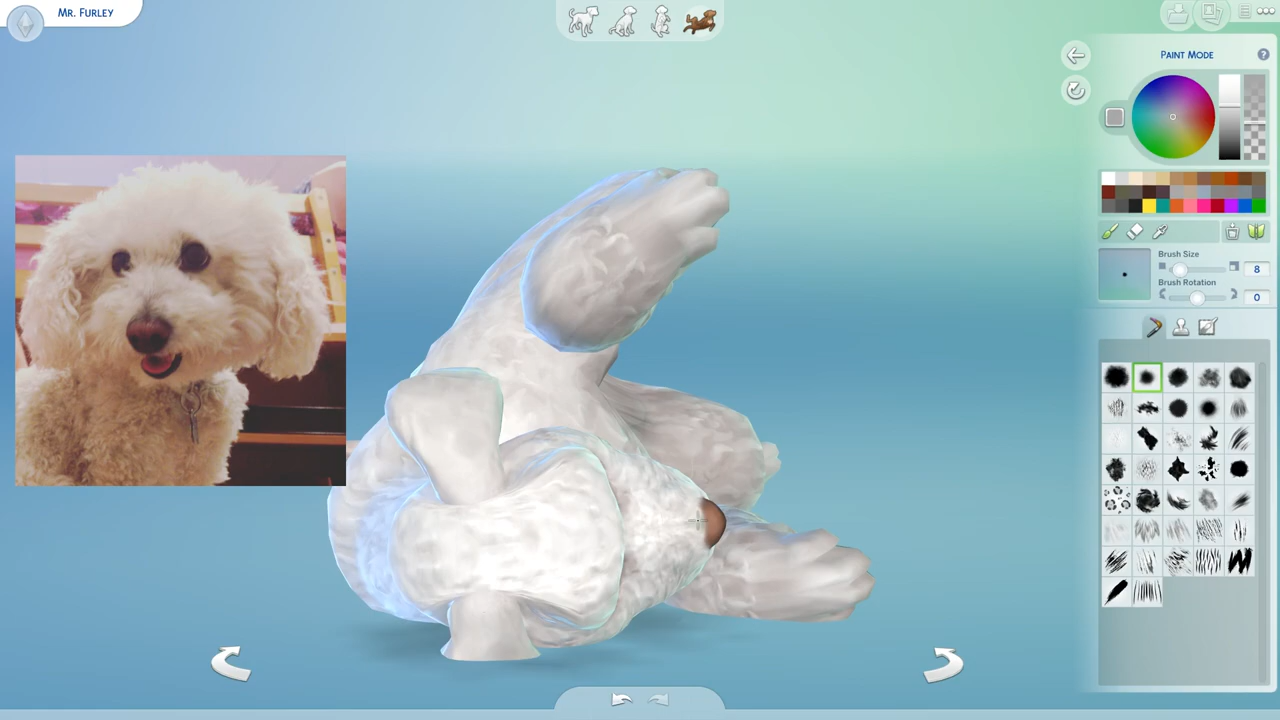 Mr. Furley
Paint Mode
?
Brush Size
8
Brush Rotation
0